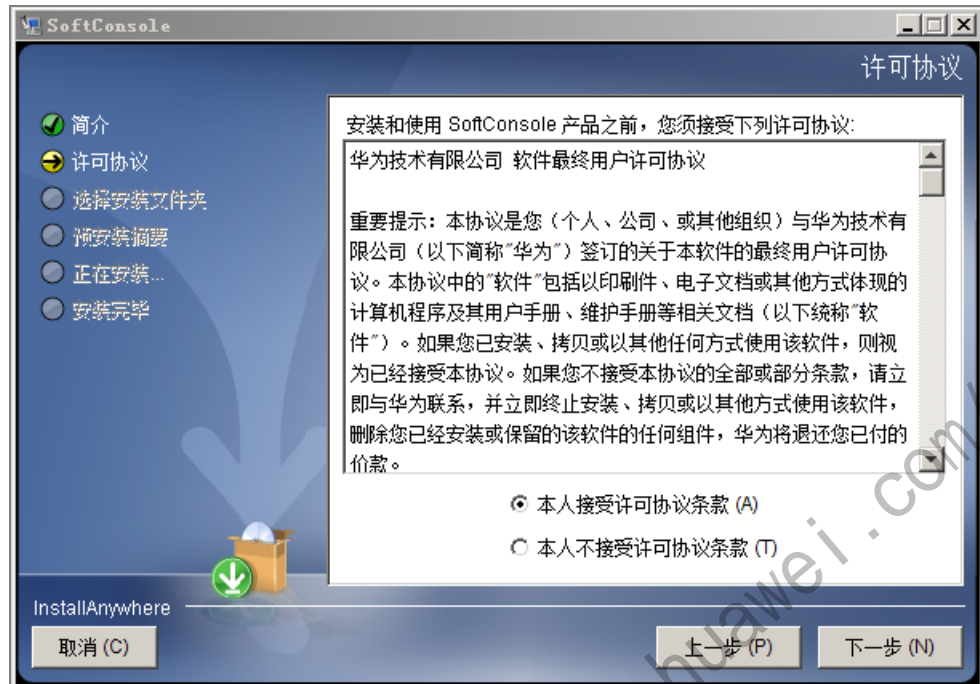 SoftConsole
许可协议
简介
许可协议
选择安装文件夹
预安装摘要
正在安装...
安装完毕
安装和使用 SoftConsole 产品之前，您须接受下列许可协议:
华为技术有限公司 软件最终用户许可协议
重要提示：本协议是您（个人、公司、或其他组织）与华为技术有
限公司（以下简称"华为"）签订的关于本软件的最终用户许可协
议。本协议中的"软件"包括以印刷件、电子文档或其他方式体现的
计算机程序及其用户手册、维护手册等相关文档（以下统称"软
件"）。如果您已安装、拷贝或以其他任何方式使用该软件，则视
为已经接受本协议。如果您不接受本协议的全部或部分条款，请立
即与华为联系，并立即终止安装、拷贝或以其他方式使用该软件，
删除您已经安装或保留的该软件的任何组件，华为将退还您已付的
价款。
本人接受许可协议条款 (A)
本人不接受许可协议条款 (T)
InstallAnywhere
取消 (C)
上一步 (P)
下一步 (N)
huawei.com/